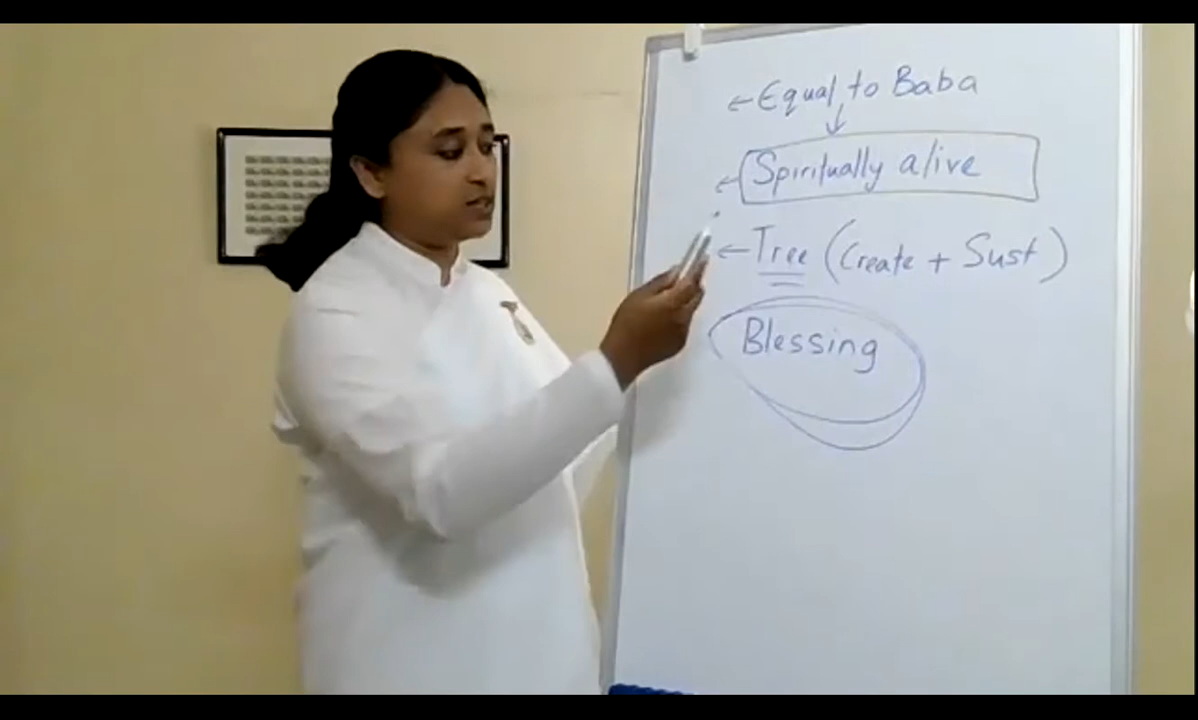 ← Equal to Baba
↓
← Spiritually alive
← Tree (Create + Sust)
Blessing